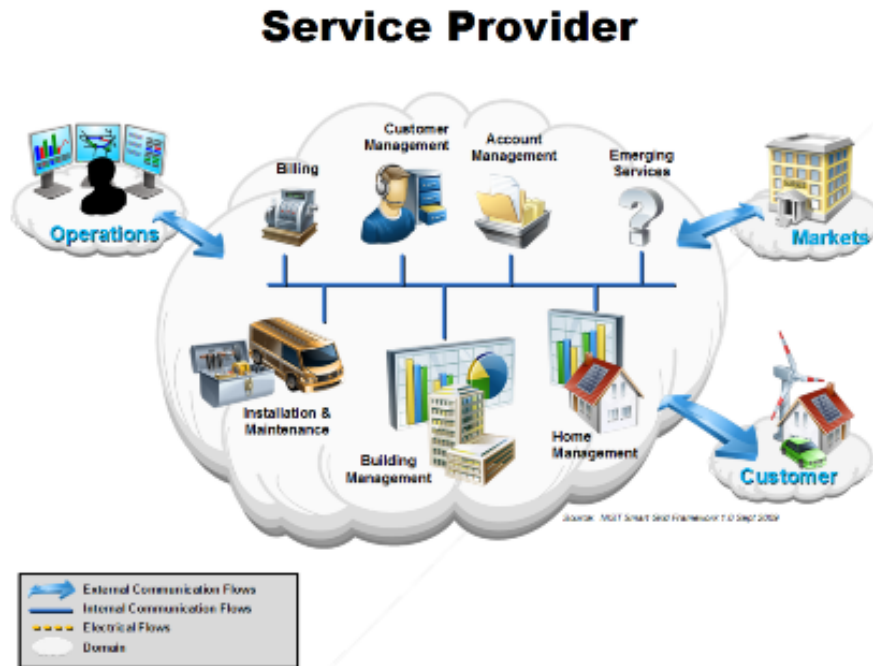 Service Provider
Customer
Management
Account
Management
Emerging
Services
Billing
Operations
Markets
Installation &
Maintenance
Building
Management
Home
Management
Customer
Source: NIST Smart Grid Framework 1.0 Sept 2009
External Communication Flows
Internal Communication Flows
Electrical Flows
Domain